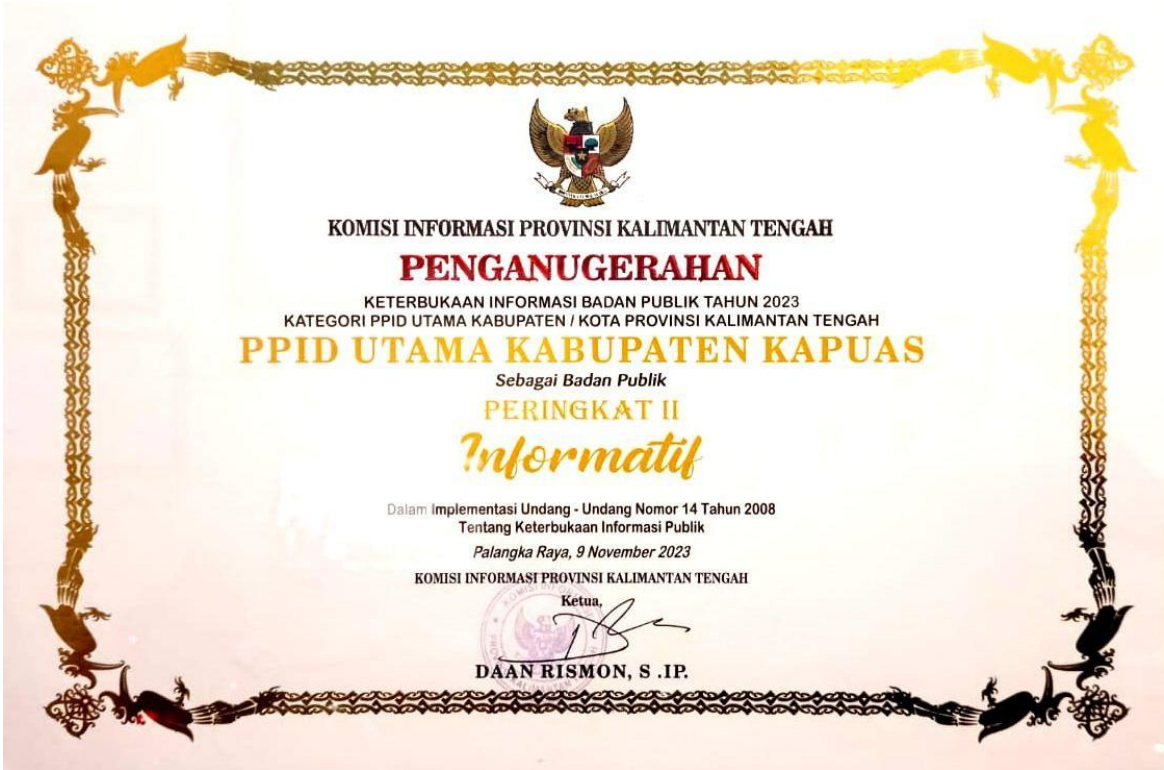 KOMISI INFORMASI PROVINSI KALIMANTAN TENGAH
PENGANUGERAHAN
KETERBUKAAN INFORMASI BADAN PUBLIK TAHUN 2023
KATEGORI PPID UTAMA KABUPATEN / KOTA PROVINSI KALIMANTAN TENGAH
PPID UTAMA KABUPATEN KAPUAS
Sebagai Badan Publik
PERINGKAT II
Informatif
Dalam Implementasi Undang - Undang Nomor 14 Tahun 2008
Tentang Keterbukaan Informasi Publik
Palangka Raya, 9 November 2023
KOMISI INFORMASI PROVINSI KALIMANTAN TENGAH
Ketua,
DAAN RISMON, S .IP.